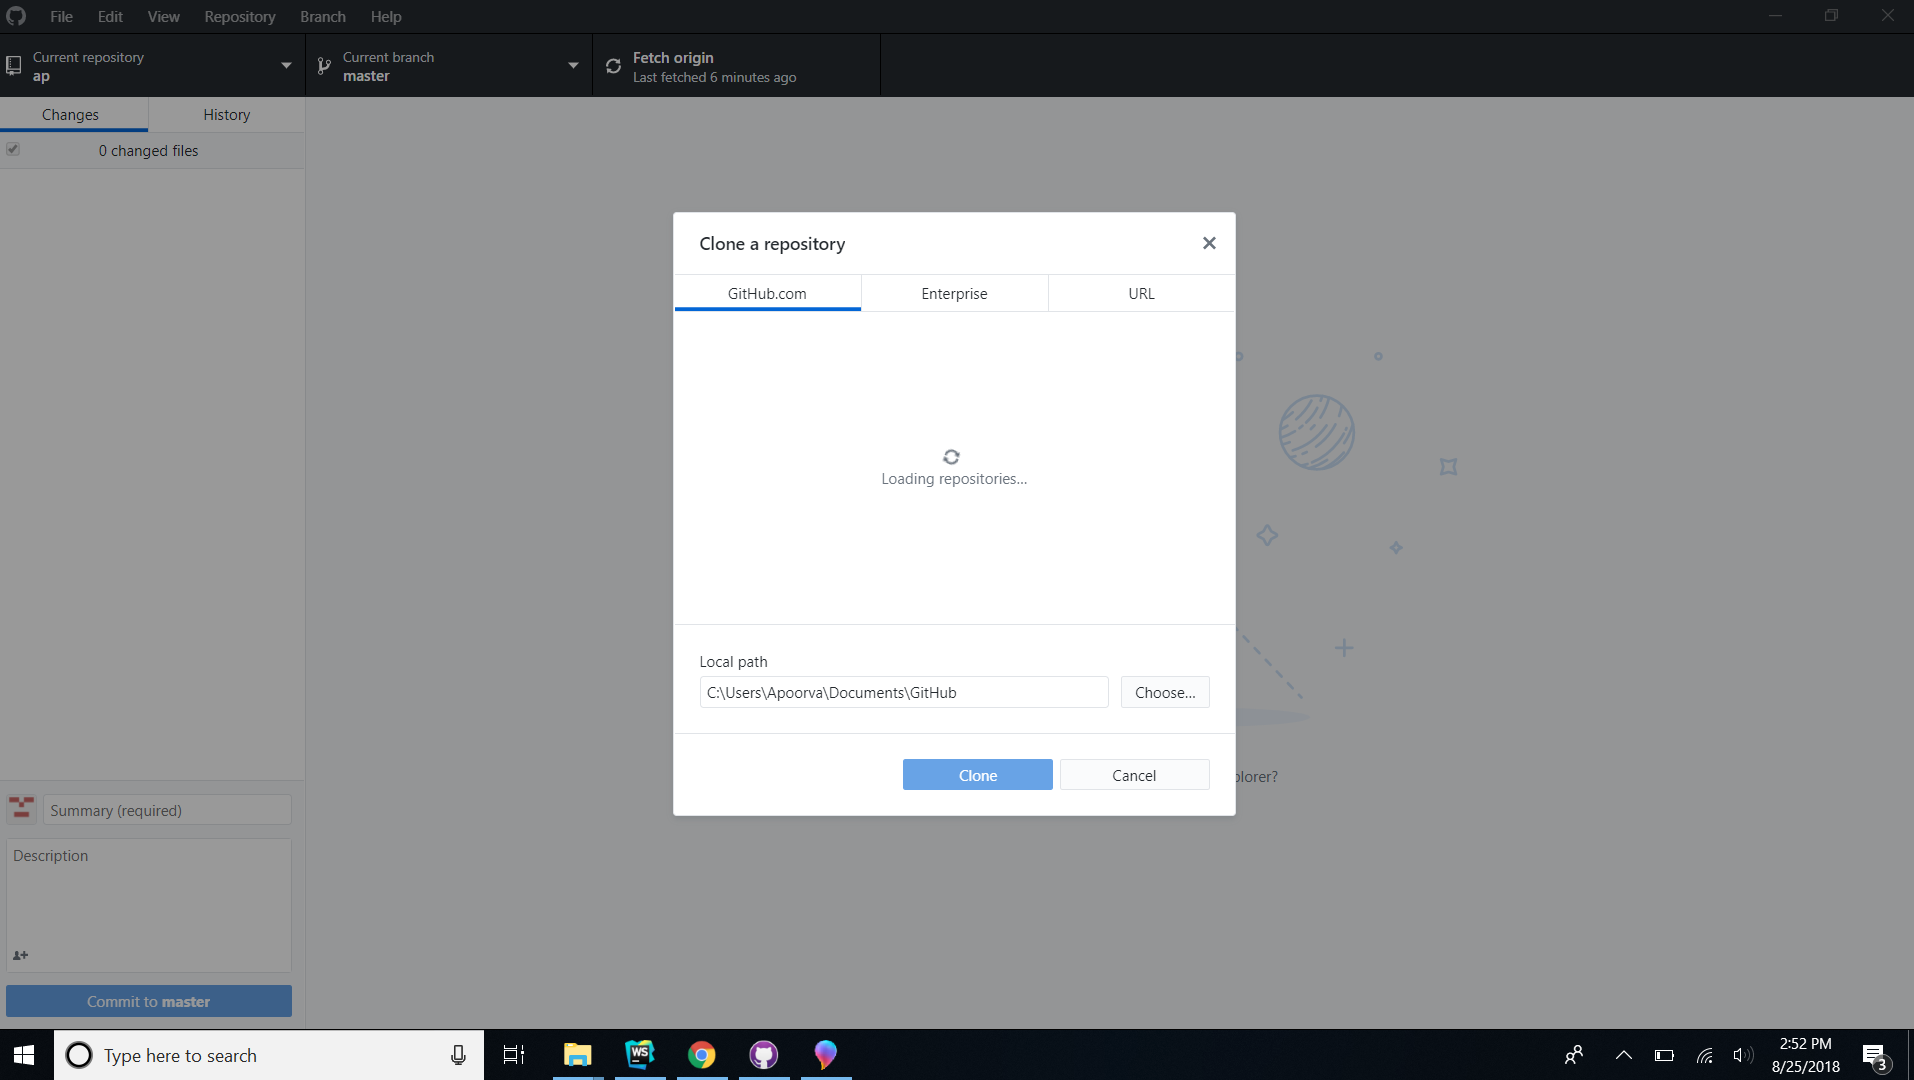 File Edit View Repository Branch Help
Current repository
ap
Current branch
master
Fetch origin
Last fetched 6 minutes ago
Changes History
0 changed files
Clone a repository
GitHub.com Enterprise URL
Loading repositories...
Local path
C:\Users\Apoorva\Documents\GitHub Choose...
Clone Cancel
plorer?
Summary (required)
Description
Commit to master
Type here to search
WS
2:52 PM
8/25/2018
3